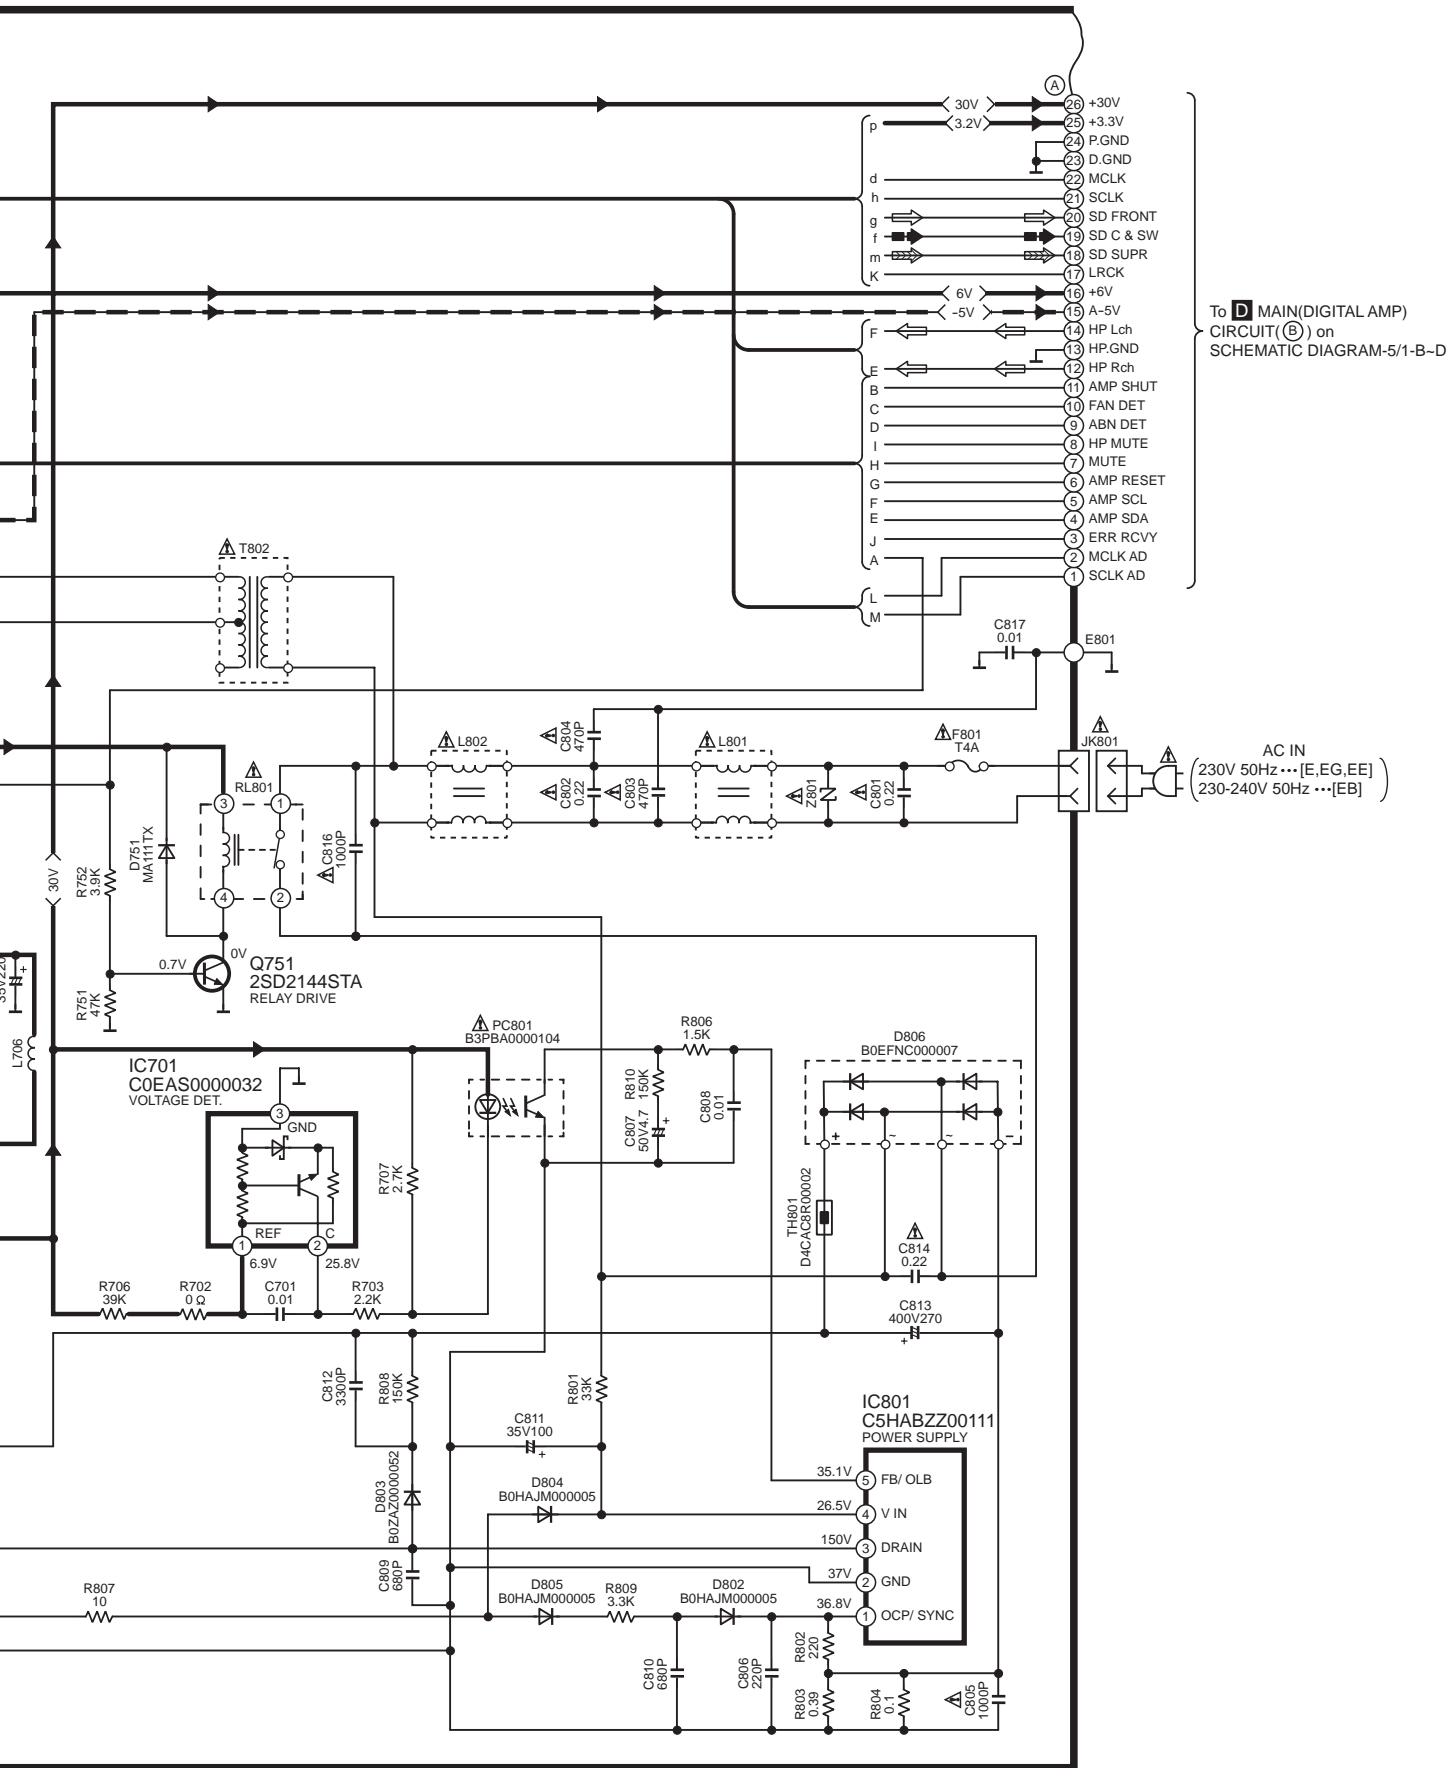 A
30V
26 +30V
p
3.2V
25 +3.3V
24 P.GND
23 D.GND
d
22 MCLK
h
21 SCLK
g
20 SD FRONT
f
19 SD C & SW
m
18 SD SUPR
K
17 LRCK
6V
16 +6V
-5V
15 A-5V
F
14 HP Lch
13 HP.GND
E
12 HP Rch
B
11 AMP SHUT
C
10 FAN DET
D
9 ABN DET
I
8 HP MUTE
H
7 MUTE
G
6 AMP RESET
F
5 AMP SCL
E
4 AMP SDA
J
3 ERR RCVY
A
2 MCLK AD
1 SCLK AD
L
M
To D MAIN(DIGITAL AMP)
CIRCUIT( B ) on
SCHEMATIC DIAGRAM-5/1-B~D
T802
C817
0.01
E801
L802
C804
470P
L801
F801
T4A
JK801
AC IN
230V 50Hz ••• [E,EG,EE]
230-240V 50Hz •••[EB]
C802
0.22
C803
470P
Z801
C801
0.22
RL801
3
1
4
2
D751
MA111TX
C816
1000P
30V
R752
3.9K
0V
0.7V
Q751
2SD2144STA
RELAY DRIVE
R751
47K
+
L706
IC701
C0EAS0000032
VOLTAGE DET.
3
GND
REF
C
1
2
6.9V
25.8V
PC801
B3PBA0000104
R806
1.5K
R810
150K
C807
50V4.7
+
C808
0.01
D806
B0EFNC000007
+
~
~
-
R707
2.7K
TH801
D4CAC8R00002
C814
0.22
R706
39K
R702
0 Ω
C701
0.01
R703
2.2K
C813
400V270
+
C812
3300P
R808
150K
R801
33K
IC801
C5HABZZ00111
POWER SUPPLY
C811
35V100
+
D803
B0ZAZ0000052
D804
B0HAJM000005
35.1V
5 FB/ OLB
26.5V
4 V IN
150V
3 DRAIN
37V
2 GND
36.8V
1 OCP/ SYNC
C809
680P
R807
10
D805
B0HAJM000005
R809
3.3K
D802
B0HAJM000005
C810
680P
C806
220P
R802
220
R803
0.39
R804
0.1
C805
1000P